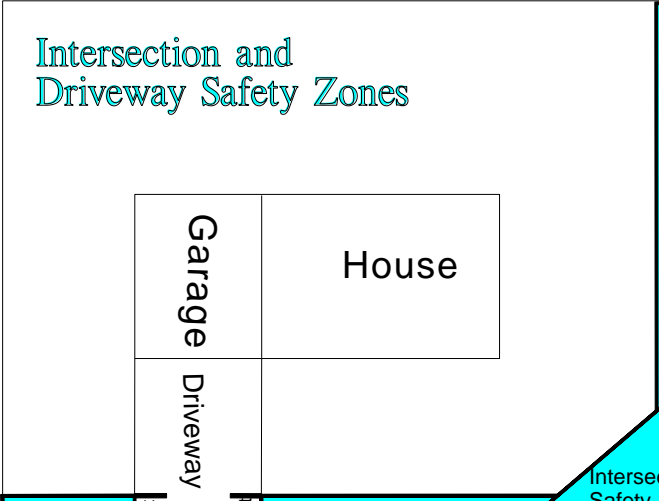 Intersection and
Driveway Safety Zones
Garage
House
Driveway